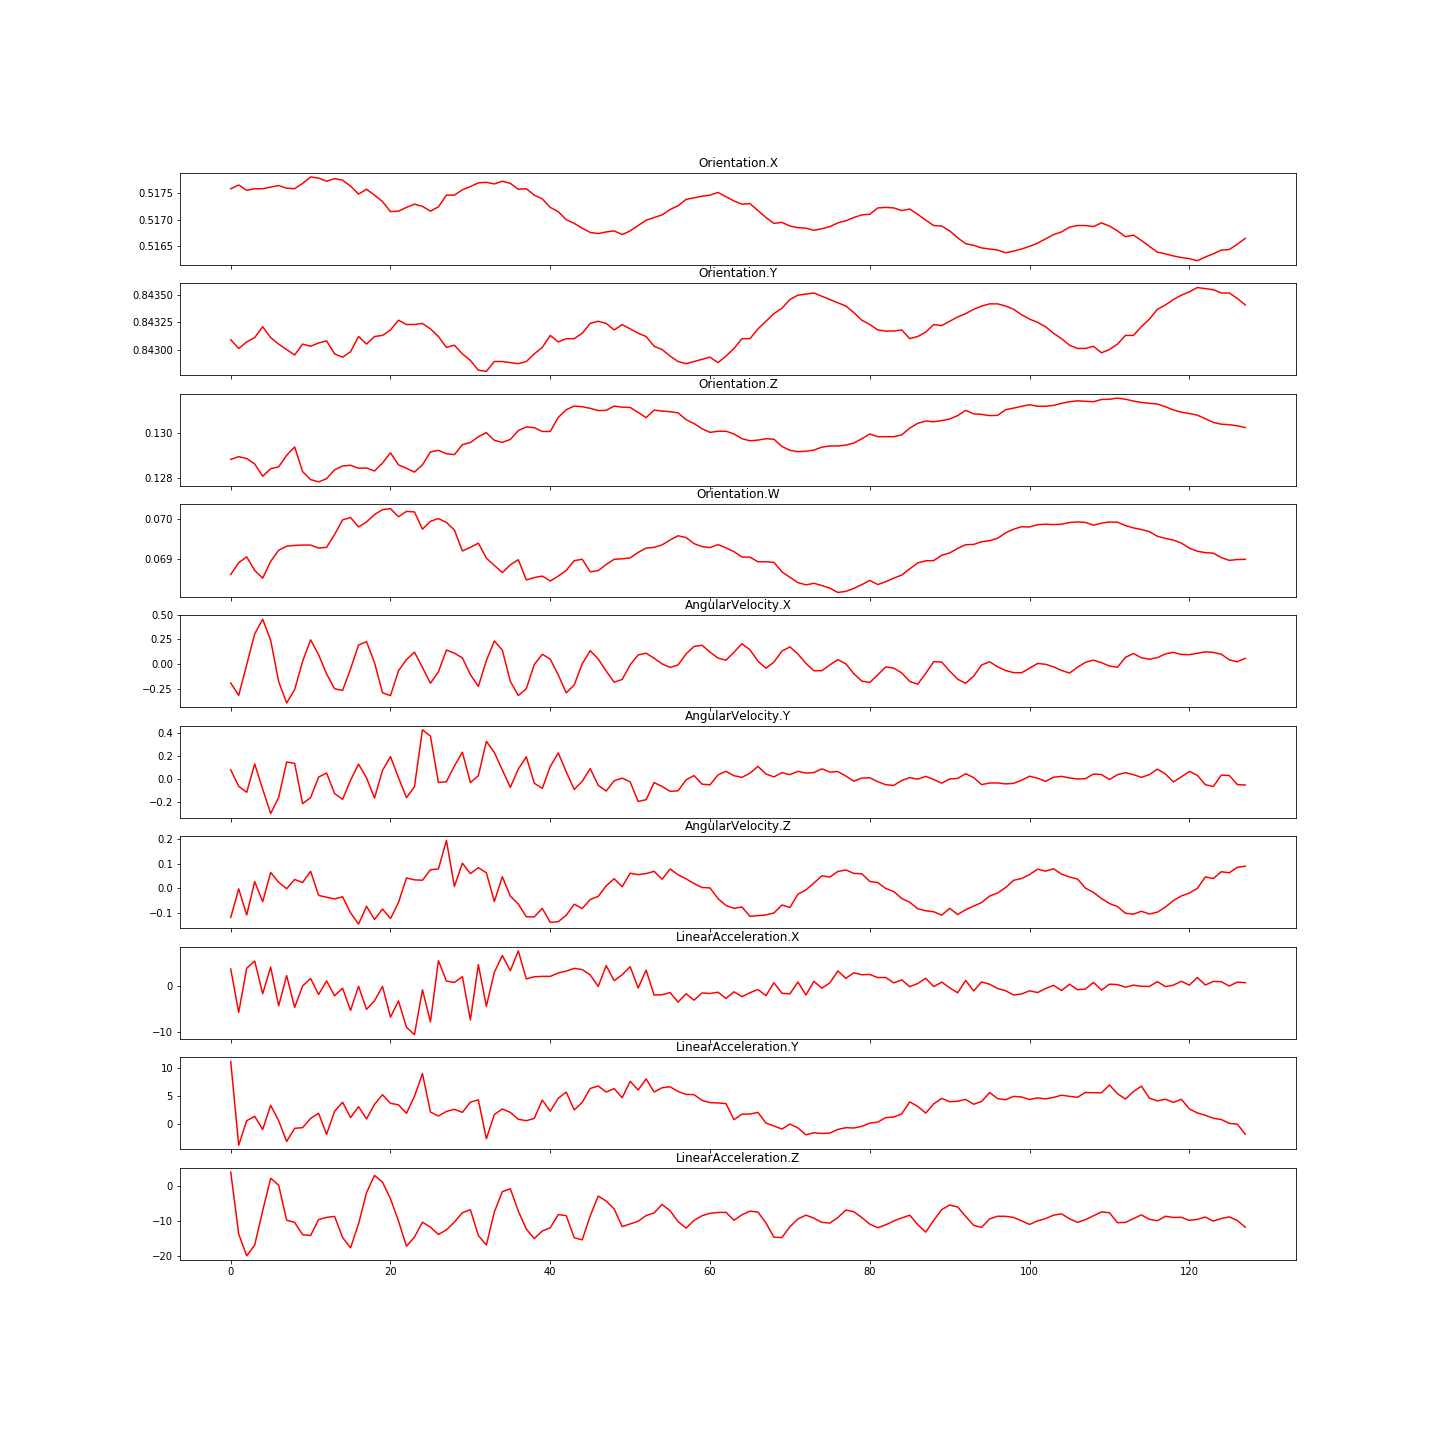 Orientation.X
0.5175
0.5170
0.5165
Orientation.Y
0.84350
0.84325
0.84300
Orientation.Z
0.130
0.128
Orientation.W
0.070
0.069
AngularVelocity.X
0.50
0.25
0.00
−0.25
AngularVelocity.Y
0.4
0.2
0.0
−0.2
AngularVelocity.Z
0.2
0.1
0.0
−0.1
LinearAcceleration.X
0
−10
LinearAcceleration.Y
10
5
0
LinearAcceleration.Z
0
−10
−20
0 20 40 60 80 100 120